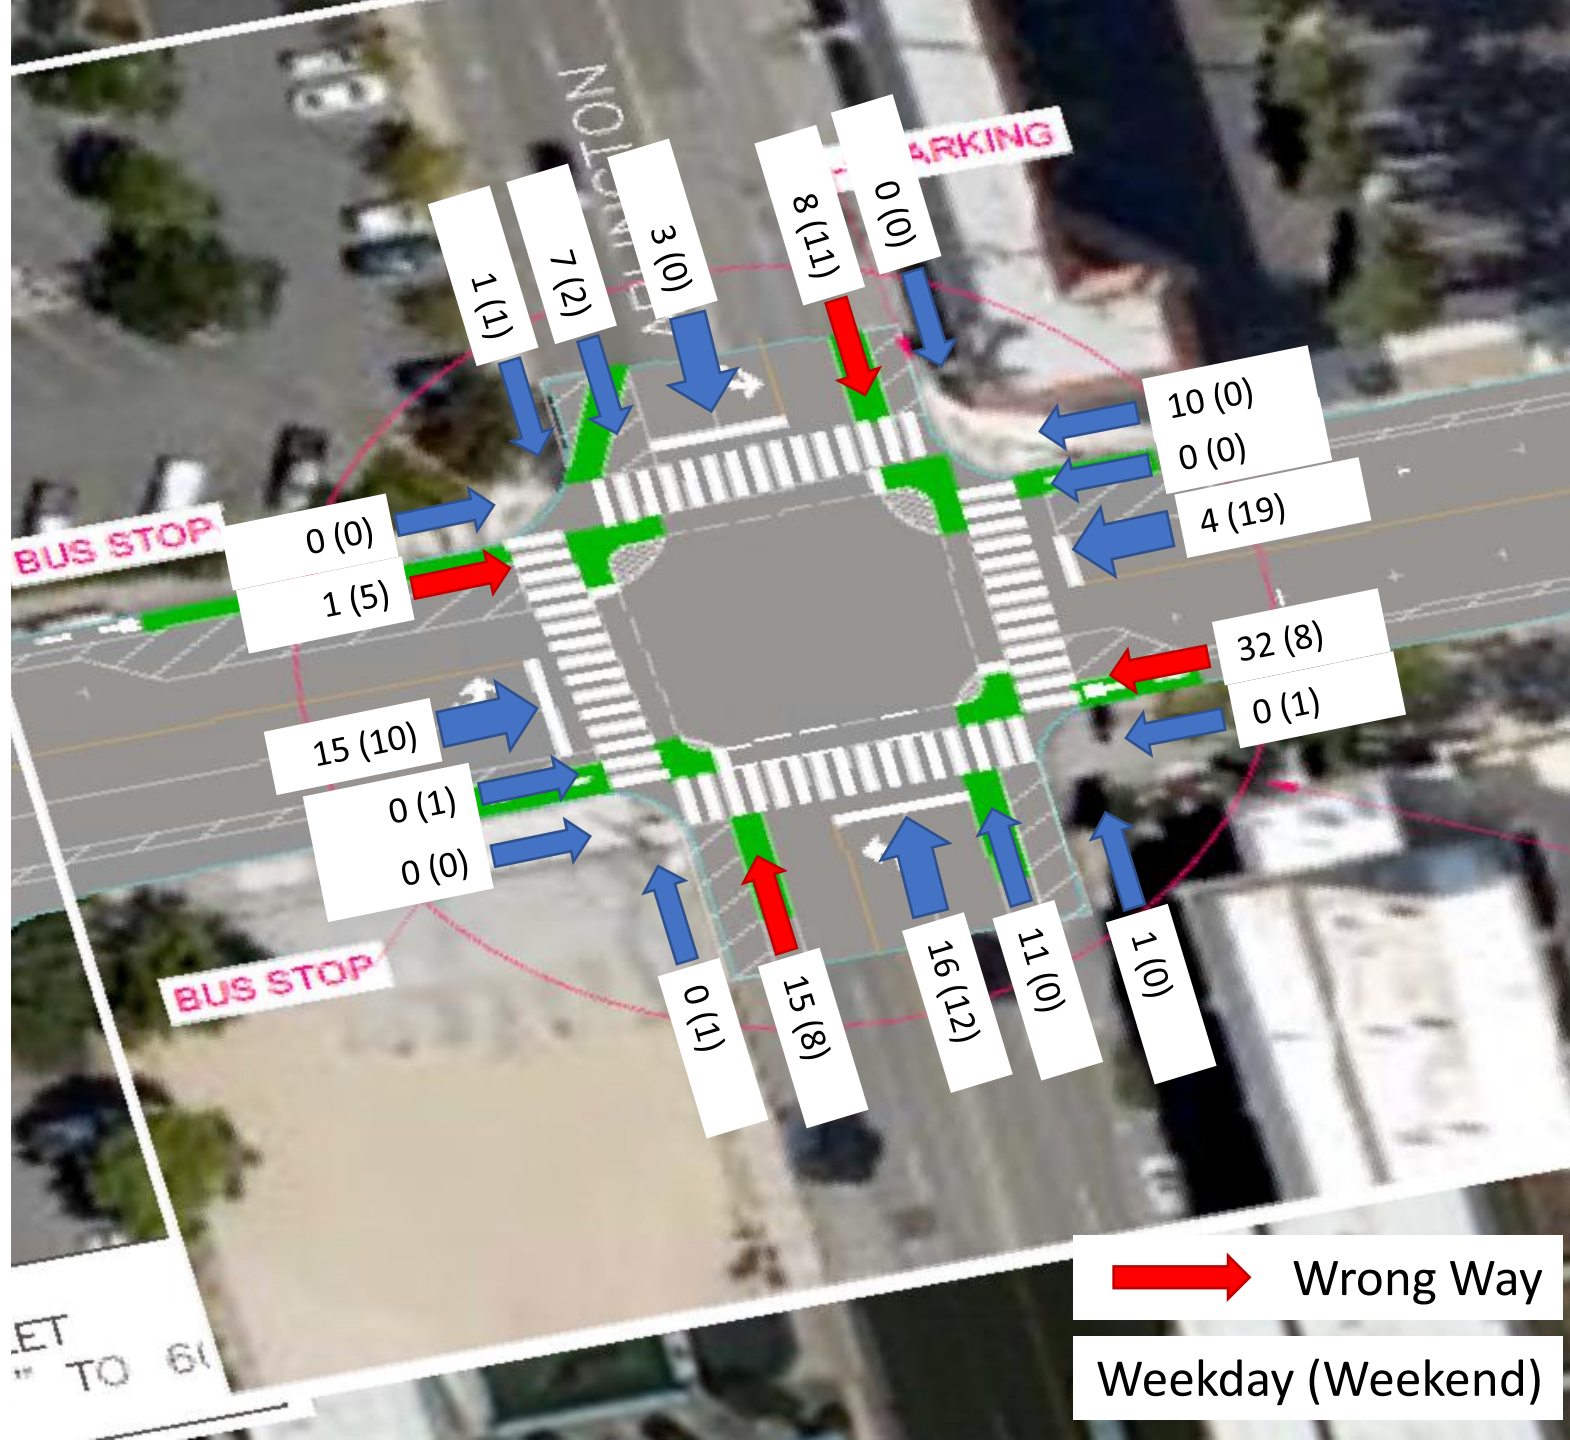 ARKING
1 (1)
7 (2)
3 (0)
8 (11)
0 (0)
10 (0)
0 (0)
4 (19)
BUS STOP
0 (0)
1 (5)
32 (8)
0 (1)
15 (10)
0 (1)
0 (0)
BUS STOP
0 (1)
15 (8)
16 (12)
11 (0)
1 (0)
Wrong Way
Weekday (Weekend)
LET
" TO 6